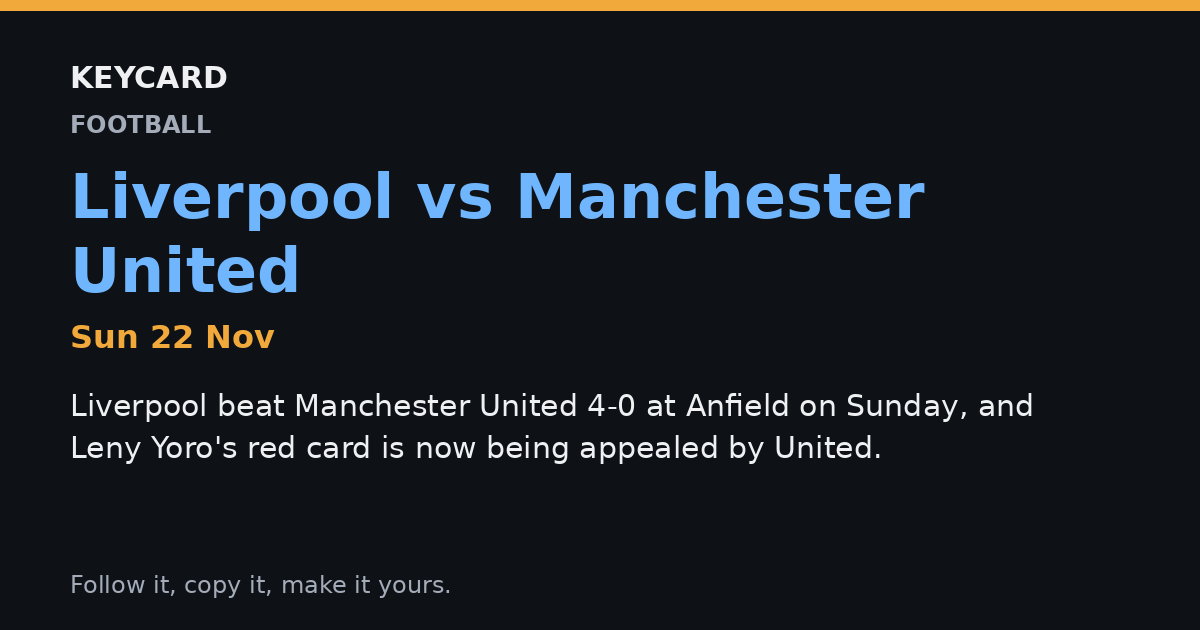 KEYCARD
FOOTBALL
Liverpool vs Manchester
United
Sun 22 Nov
Liverpool beat Manchester United 4-0 at Anfield on Sunday, and
Leny Yoro's red card is now being appealed by United.
Follow it, copy it, make it yours.